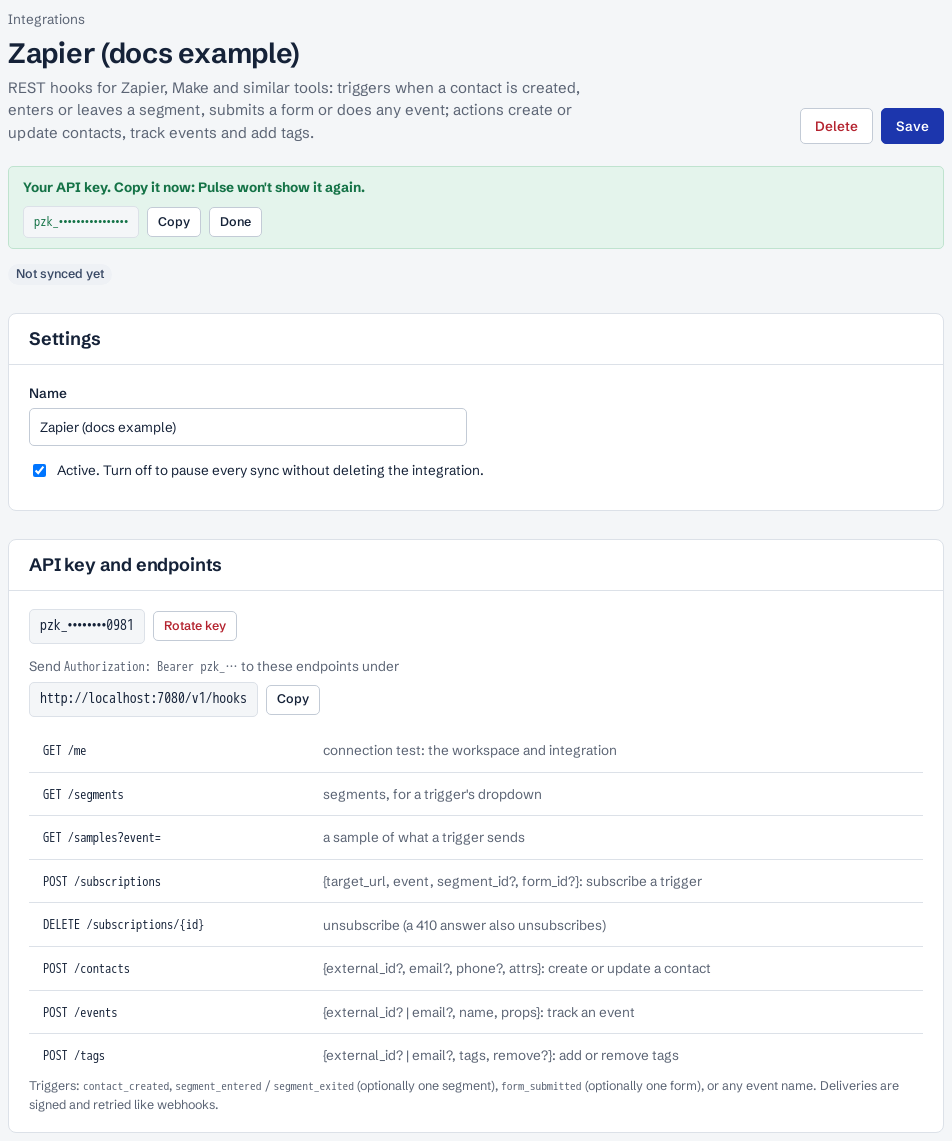 Integrations
Zapier (docs example)
REST hooks for Zapier, Make and similar tools: triggers when a contact is created,
enters or leaves a segment, submits a form or does any event; actions create or
update contacts, track events and add tags.
Delete
Save
Your API key. Copy it now: Pulse won't show it again.
pzk_••••••••••••••••
Copy
Done
Not synced yet
Settings
Name
Zapier (docs example)
Active. Turn off to pause every sync without deleting the integration.
API key and endpoints
pzk_••••••••0981
Rotate key
Send Authorization: Bearer pzk_… to these endpoints under
http://localhost:7080/v1/hooks
Copy
GET /me
connection test: the workspace and integration
GET /segments
segments, for a trigger's dropdown
GET /samples?event=
a sample of what a trigger sends
POST /subscriptions
{target_url, event, segment_id?, form_id?}: subscribe a trigger
DELETE /subscriptions/{id}
unsubscribe (a 410 answer also unsubscribes)
POST /contacts
{external_id?, email?, phone?, attrs}: create or update a contact
POST /events
{external_id? | email?, name, props}: track an event
POST /tags
{external_id? | email?, tags, remove?}: add or remove tags
Triggers: contact_created, segment_entered / segment_exited (optionally one segment), form_submitted (optionally one form), or any event name. Deliveries are
signed and retried like webhooks.